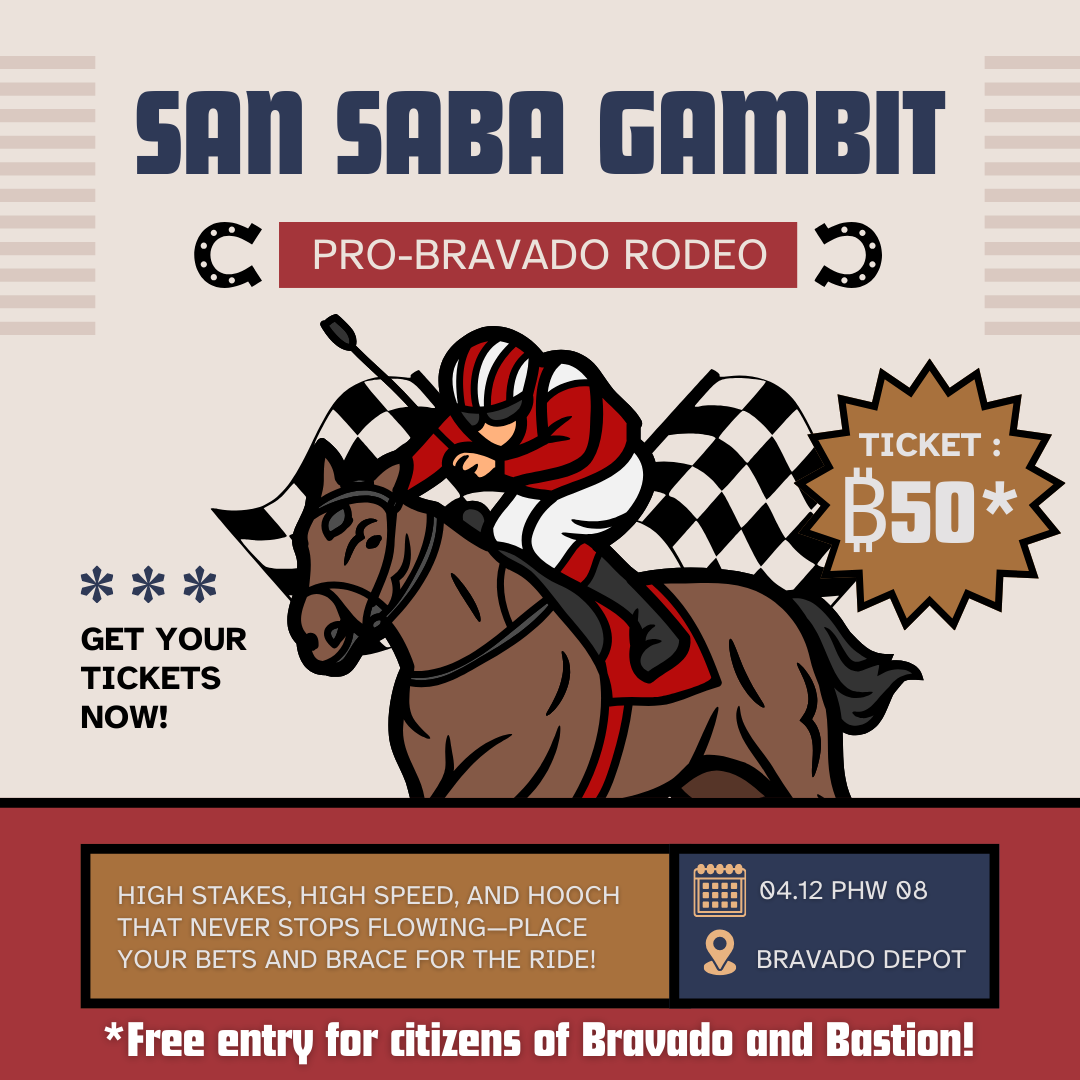 SAN SABA GAMBIT
PRO-BRAVADO RODEO
TICKET :
₿50*
***
GET YOUR
TICKETS
NOW!
HIGH STAKES, HIGH SPEED, AND HOOCH
THAT NEVER STOPS FLOWING—PLACE
YOUR BETS AND BRACE FOR THE RIDE!
04.12 PHW 08
BRAVADO DEPOT
*Free entry for citizens of Bravado and Bastion!